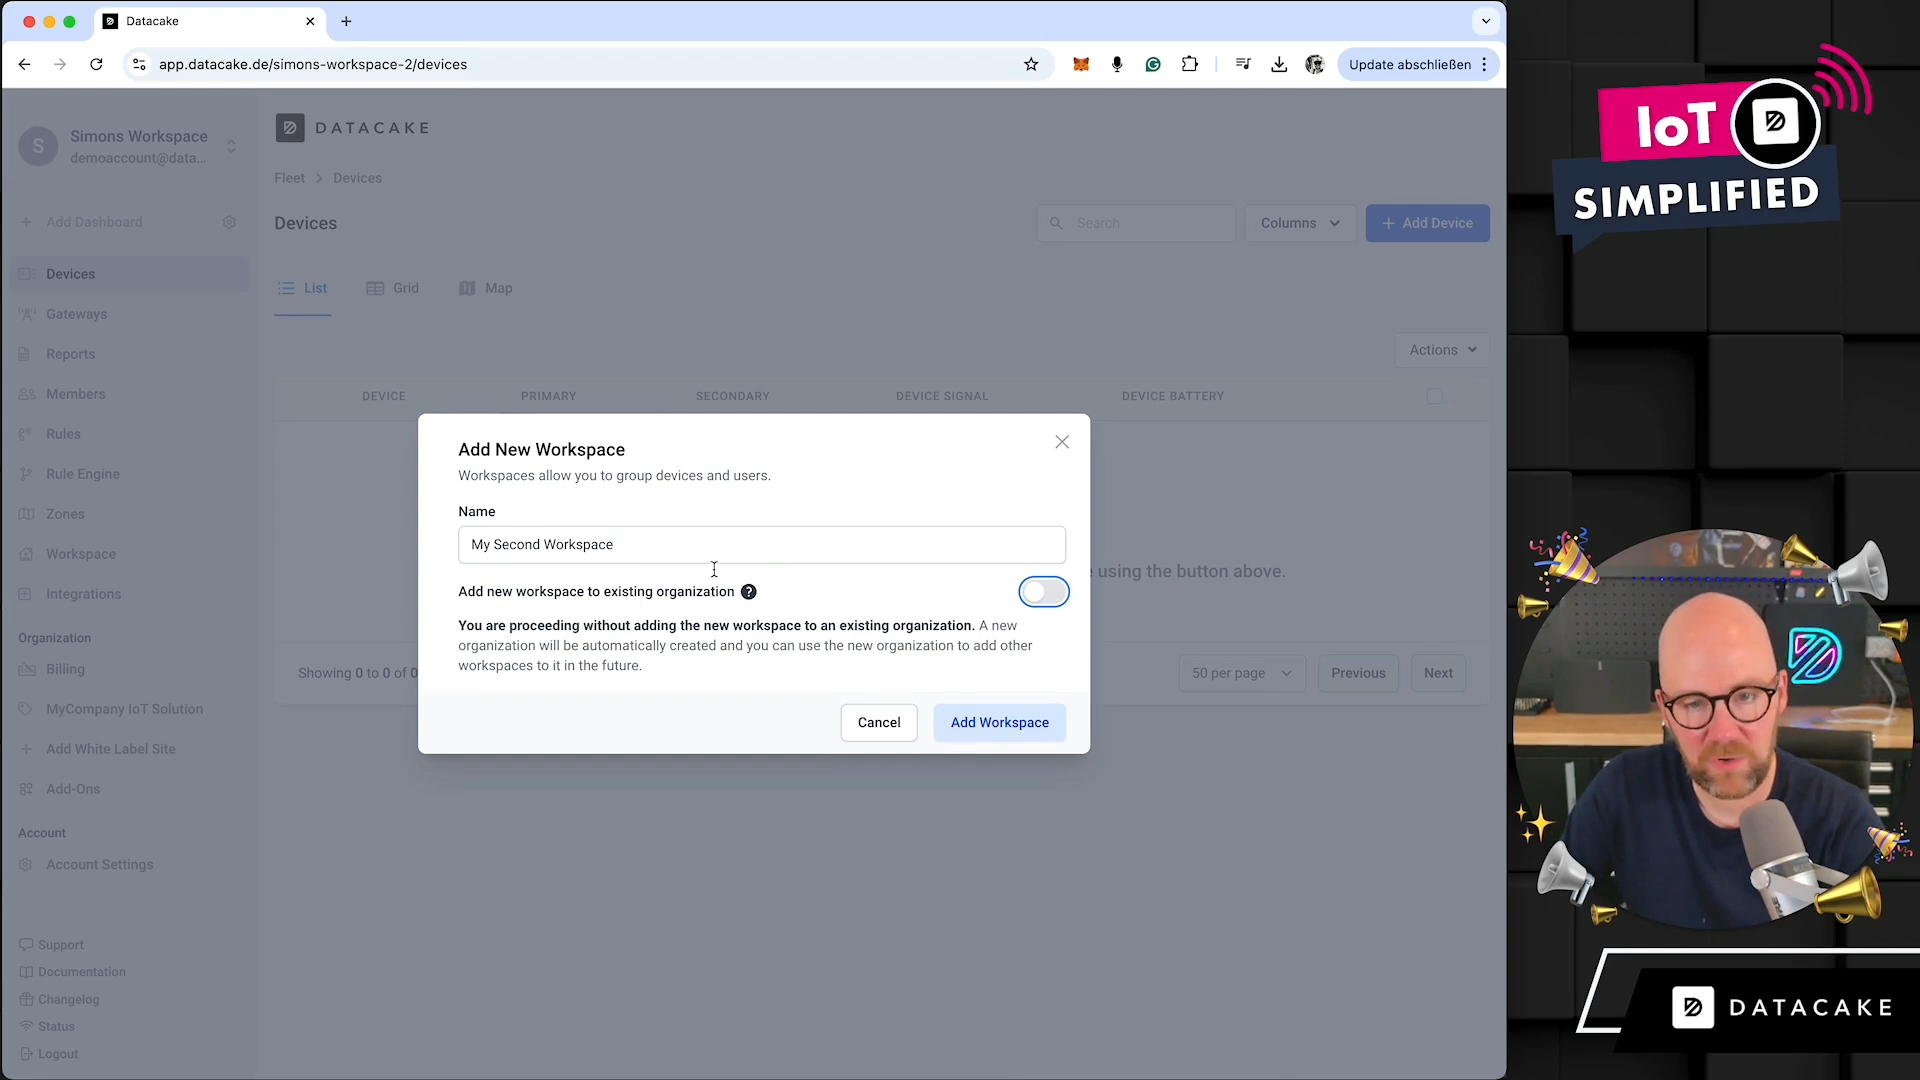 Datacake
app.datacake.de/simons-workspace-2/devices
Update abschließen
S
Simons Workspace
demoaccount@data...
Add Dashboard
Devices
Gateways
Reports
Members
Rules
Rule Engine
Zones
Workspace
Integrations
Organization
Billing
MyCompany IoT Solution
Add White Label Site
Add-Ons
Account
Account Settings
Support
Documentation
Changelog
Status
Logout
DATACAKE
Fleet > Devices
Devices
Search
Columns
+ Add Device
List
Grid
Map
Actions
DEVICE PRIMARY SECONDARY DEVICE SIGNAL DEVICE BATTERY
using the button above.
Showing 0 to 0 of 0
50 per page
Previous
Next
Add New Workspace
Workspaces allow you to group devices and users.
Name
My Second Workspace
Add new workspace to existing organization ?
You are proceeding without adding the new workspace to an existing organization. A new
organization will be automatically created and you can use the new organization to add other
workspaces to it in the future.
Cancel
Add Workspace
IoT
SIMPLIFIED
DATACAKE